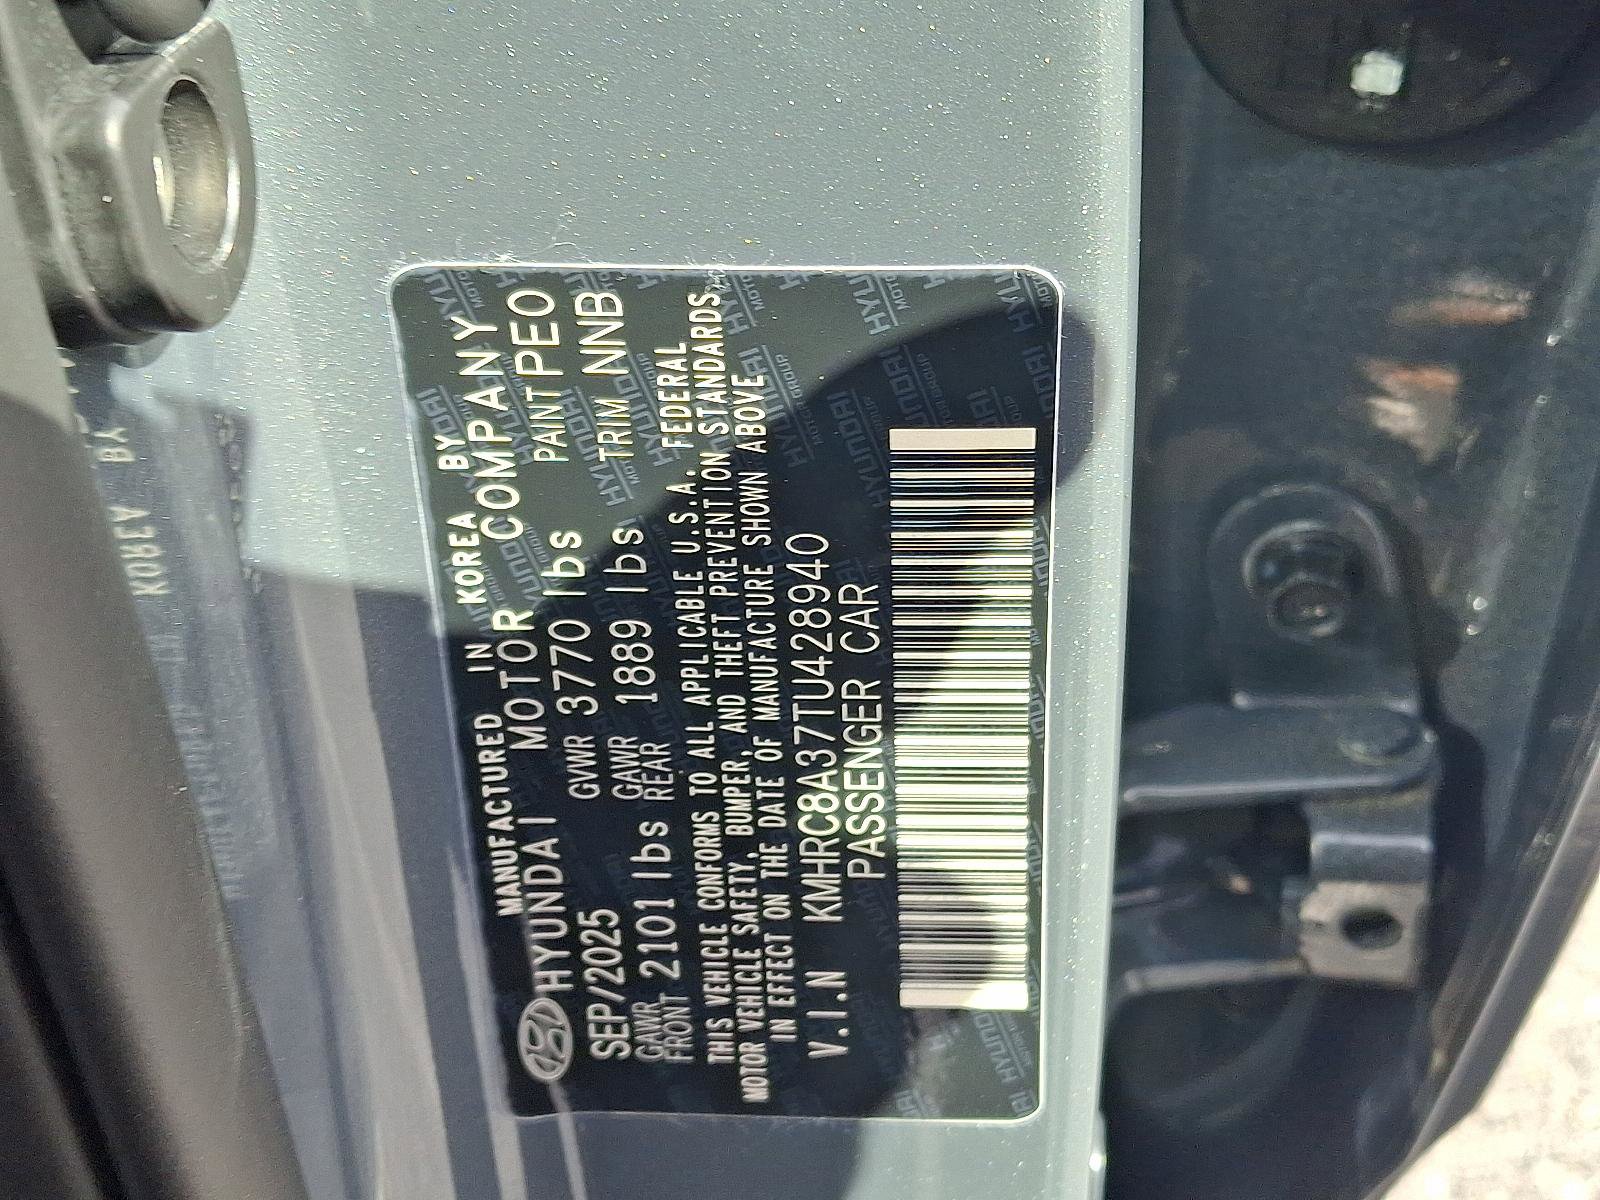 MANUFACTURED IN KOREA BY
HYUNDAI MOTOR COMPANY
SEP/2025 GVWR 3770 lbs PAINT PEO
GAWR FRONT 2101 lbs GAWR REAR 1889 lbs TRIM NNB
THIS VEHICLE CONFORMS TO ALL APPLICABLE U.S.A. FEDERAL
MOTOR VEHICLE SAFETY, BUMPER, AND THEFT PREVENTION STANDARDS
IN EFFECT ON THE DATE OF MANUFACTURE SHOWN ABOVE
V.I.N KMHRC8A37TU428940
PASSENGER CAR